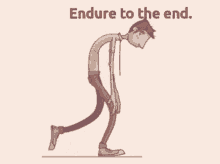 Endure to the end.